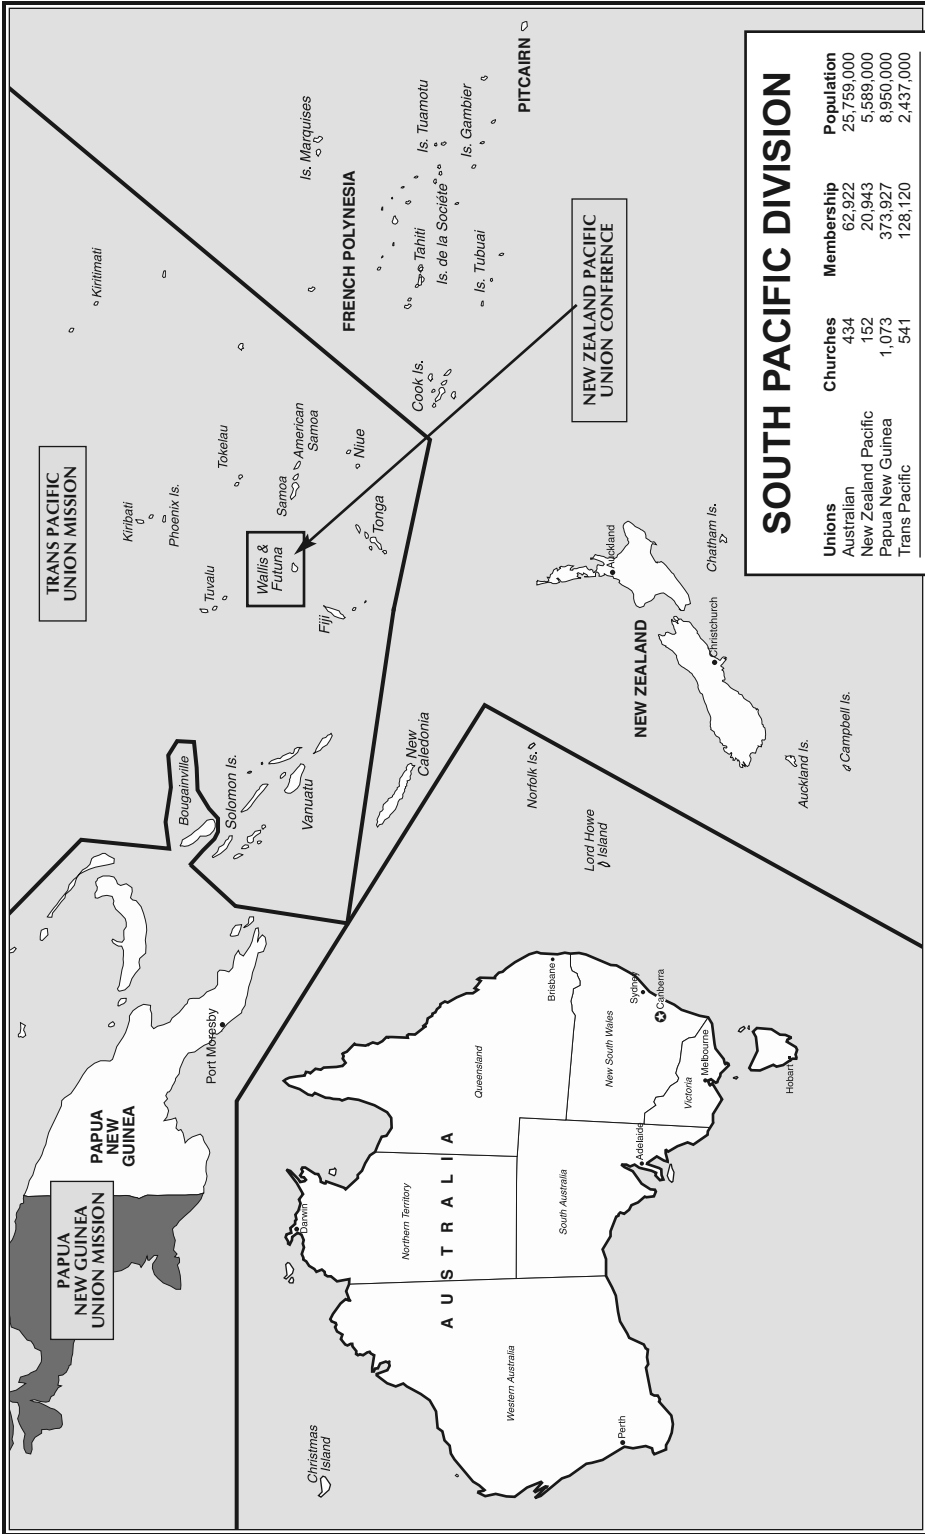 PAPUA
NEW GUINEA
UNION MISSION
PAPUA
NEW
GUINEA
Port Moresby
Bougainville
Solomon Is.
Vanuatu
New
Caledonia
TRANS PACIFIC
UNION MISSION
Kiribati
Phoenix Is.
Tuvalu
Tokelau
Wallis &
Futuna
Samoa
American
Samoa
Fiji
Niue
Tonga
Kiritimati
Is. Marquises
FRENCH POLYNESIA
Cook Is.
Tahiti
Is. Tuamotu
Is. de la Sociéte
Is. Gambier
Is. Tubuai
PITCAIRN
NEW ZEALAND PACIFIC
UNION CONFERENCE
Christmas
Island
Darwin
Northern Territory
AUSTRALIA
Queensland
Western Australia
South Australia
New South Wales
Victoria
Perth
Adelaide
Brisbane
Sydney
Canberra
Melbourne
Hobart
Norfolk Is.
Lord Howe
Island
NEW ZEALAND
Auckland
Christchurch
Chatham Is.
Auckland Is.
Campbell Is.
SOUTH PACIFIC DIVISION
Unions Churches Membership Population
Australian 434 62,922 25,759,000
New Zealand Pacific 152 20,943 5,589,000
Papua New Guinea 1,073 373,927 8,950,000
Trans Pacific 541 128,120 2,437,000